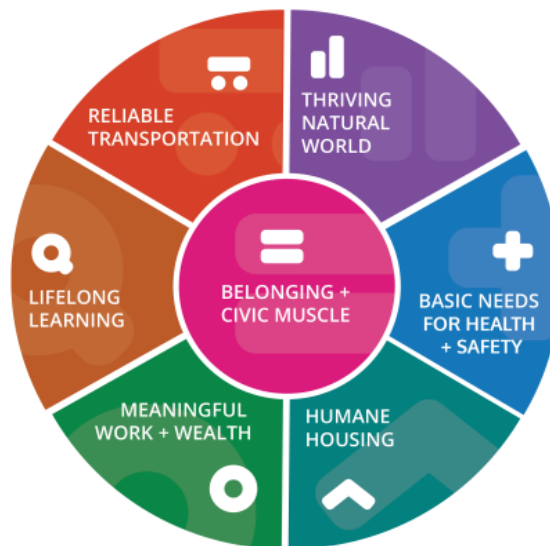 RELIABLE
TRANSPORTATION
THRIVING
NATURAL
WORLD
LIFELONG
LEARNING
BELONGING +
CIVIC MUSCLE
BASIC NEEDS
FOR HEALTH
+ SAFETY
MEANINGFUL
WORK + WEALTH
HUMANE
HOUSING